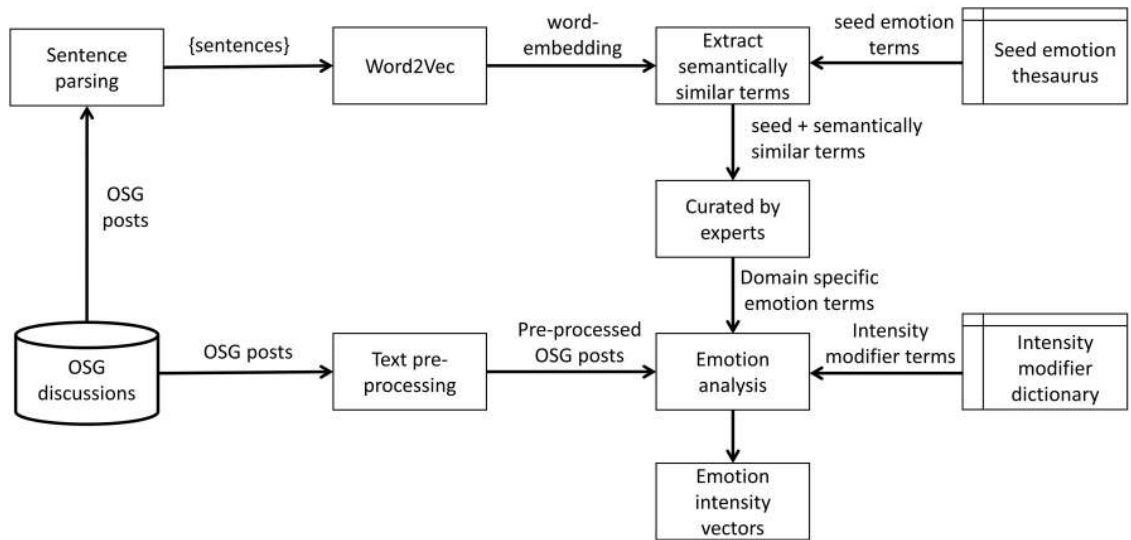 Sentence
parsing
{sentences}
Word2Vec
word-
embedding
Extract
semantically
similar terms
seed emotion
terms
Seed emotion
thesaurus
seed + semantically
similar terms
OSG
posts
Curated by
experts
Domain specific
emotion terms
OSG
discussions
OSG posts
Text pre-
processing
Pre-processed
OSG posts
Emotion
analysis
Intensity
modifier terms
Intensity
modifier
dictionary
Emotion
intensity
vectors